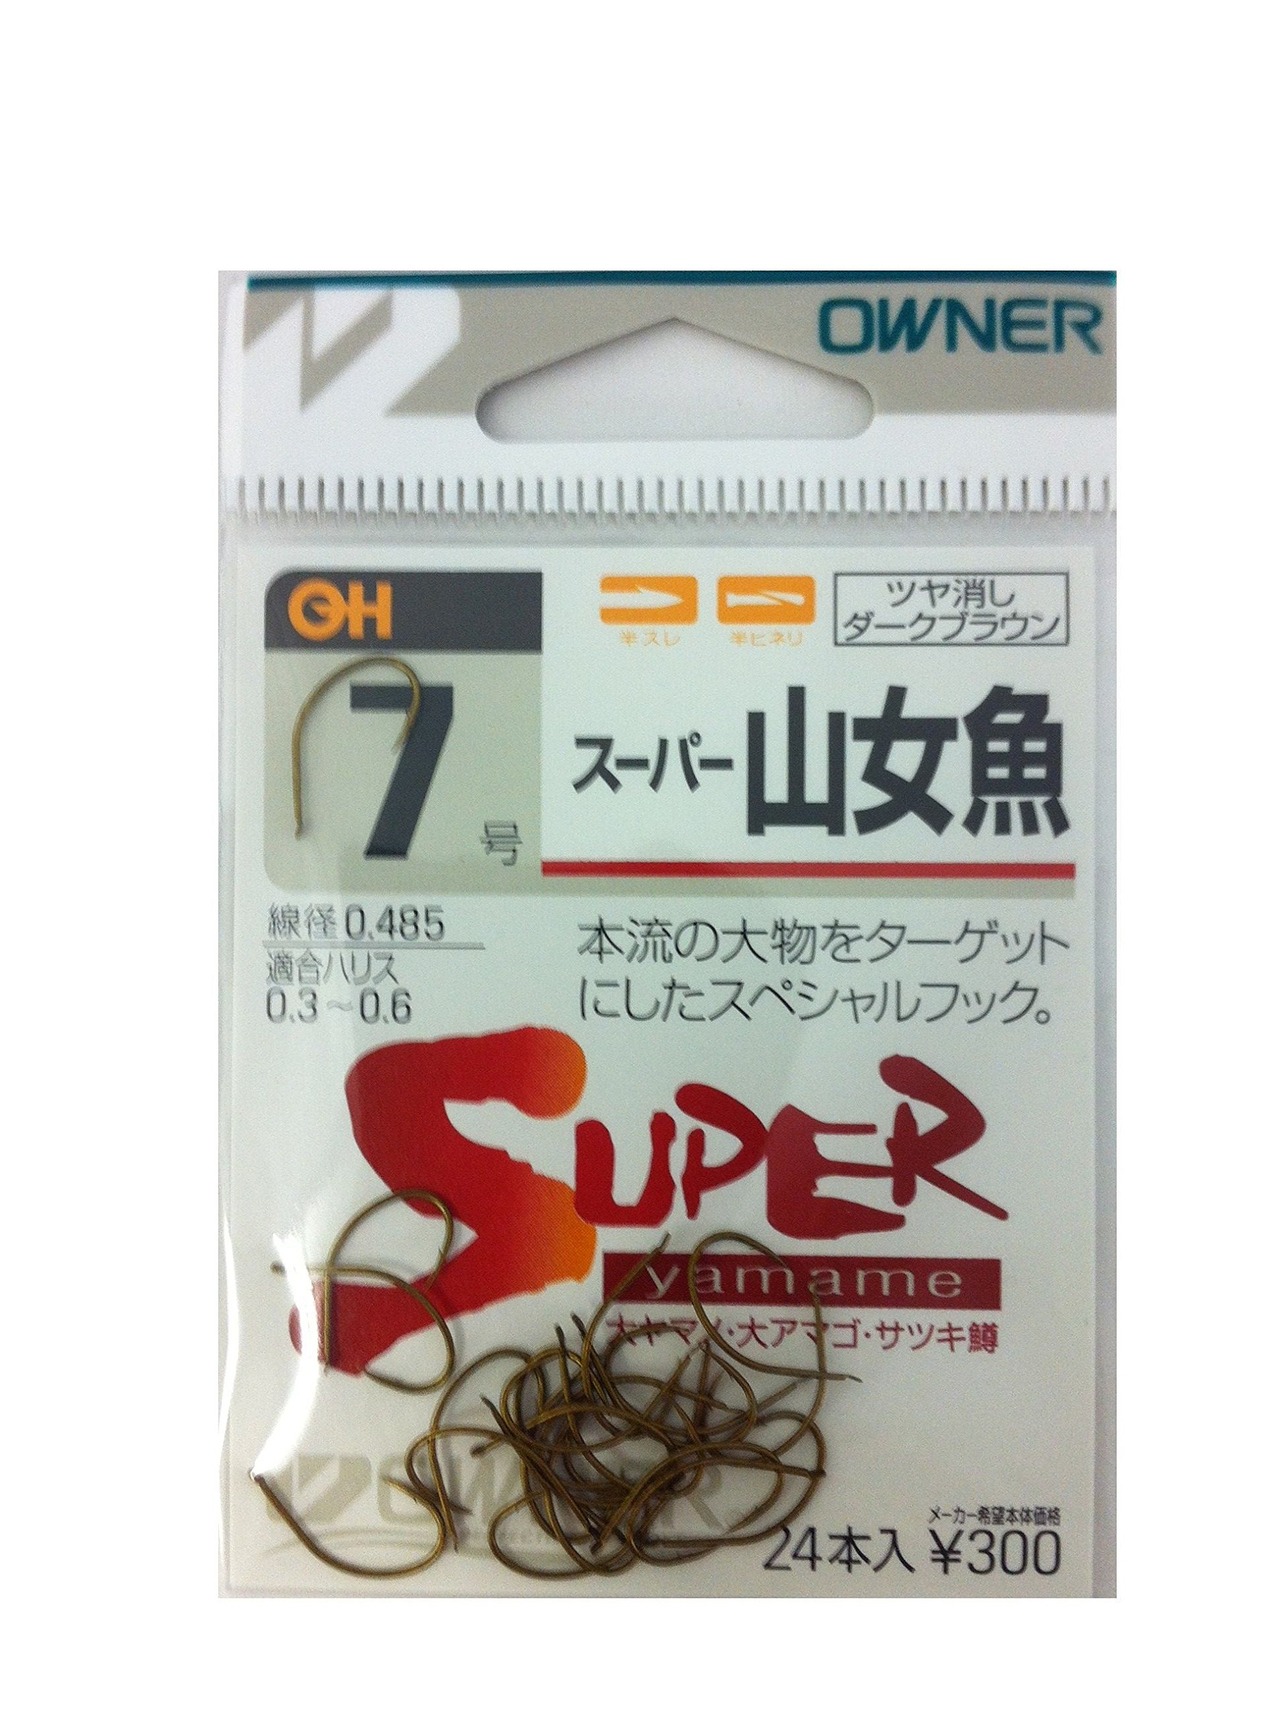 OWNER
OH
半スレ
半ヒネリ
ツヤ消し
ダークブラウン
7号
スーパー山女魚
線径0.485
適合ハリス
0.3~0.6
本流の大物をターゲット
にしたスペシャルフック。
SUPER
yamame
大ヤマメ・大アマゴ・サツキ鱒
OWNER
メーカー希望本体価格
24本入 ¥300